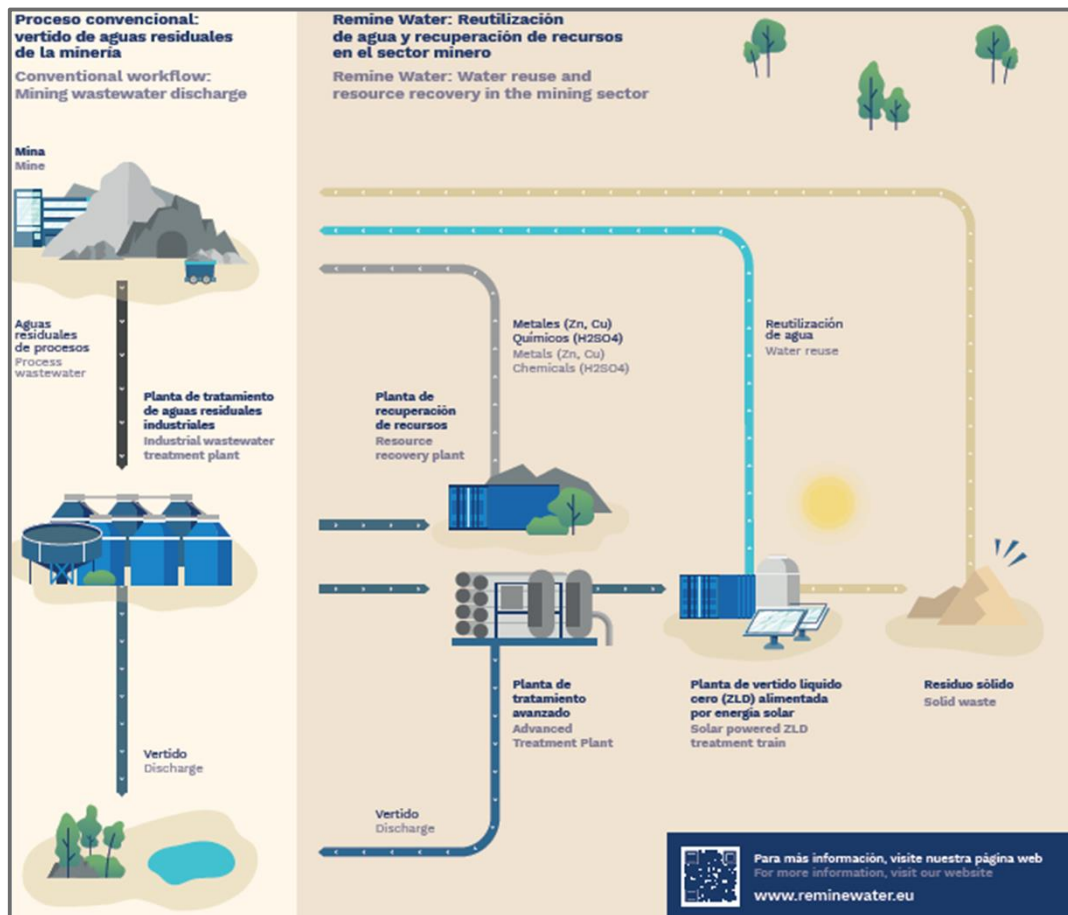 Proceso convencional:
vertido de aguas residuales
de la minería
Conventional workflow:
Mining wastewater discharge
Remine Water: Reutilización
de agua y recuperación de recursos
en el sector minero
Remine Water: Water reuse and
resource recovery in the mining sector
Mina
Mine
Aguas
residuales
de procesos
Process
wastewater
Planta de tratamiento
de aguas residuales
industriales
Industrial wastewater
treatment plant
Vertido
Discharge
Metales (Zn, Cu)
Químicos (H2SO4)
Metals (Zn, Cu)
Chemicals (H2SO4)
Reutilización
de agua
Water reuse
Planta de
recuperación
de recursos
Resource
recovery plant
Planta de
tratamiento
avanzado
Advanced
Treatment Plant
Planta de vertido líquido
cero (ZLD) alimentada
por energía solar
Solar powered ZLD
treatment train
Residuo sólido
Solid waste
Vertido
Discharge
Para más información, visite nuestra página web
For more information, visit our website
www.reminewater.eu